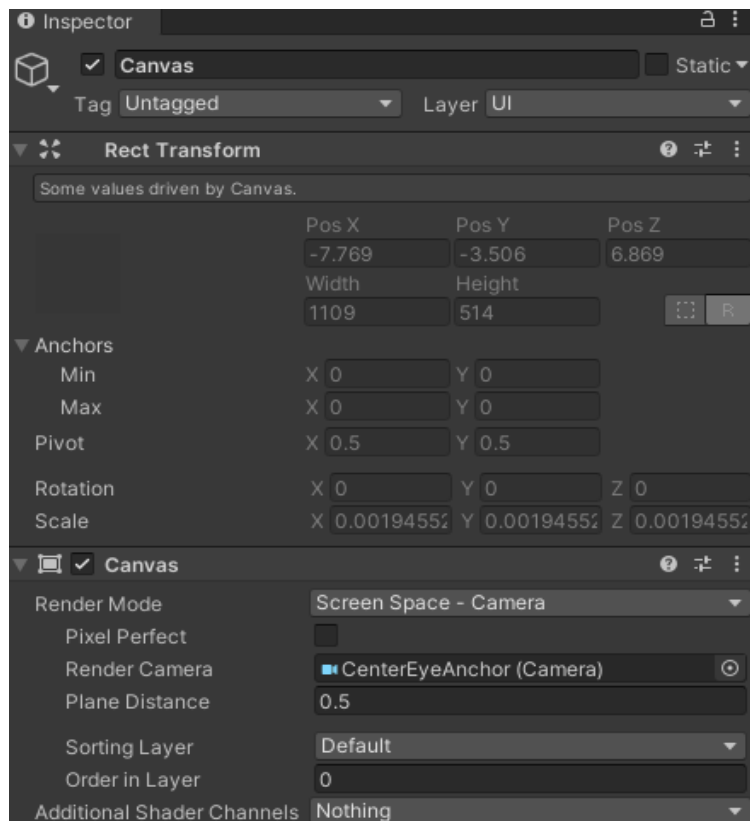 Inspector
Canvas Static
Tag Untagged Layer UI
Rect Transform
Some values driven by Canvas.
Pos X Pos Y Pos Z
-7.769 -3.506 6.869
Width Height
1109 514
R
Anchors
Min X 0 Y 0
Max X 0 Y 0
Pivot X 0.5 Y 0.5
Rotation X 0 Y 0 Z 0
Scale X 0.00194552 Y 0.00194552 Z 0.00194552
Canvas
Render Mode Screen Space - Camera
Pixel Perfect
Render Camera CenterEyeAnchor (Camera)
Plane Distance 0.5
Sorting Layer Default
Order in Layer 0
Additional Shader Channels Nothing